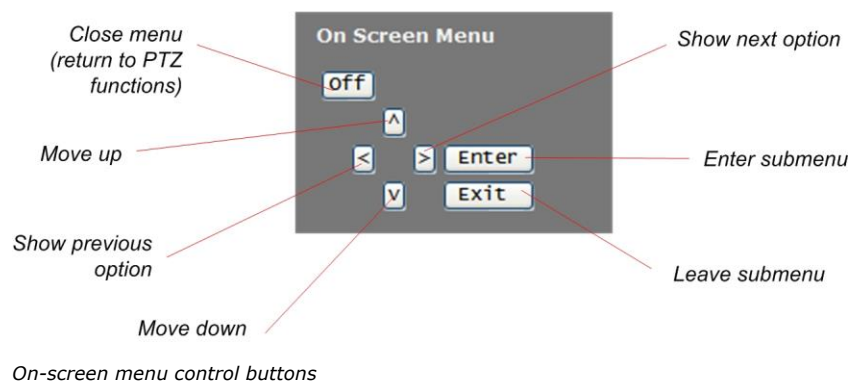 Close menu
(return to PTZ
functions)
On Screen Menu
Show next option
Off
^
Move up
<
>
Enter
Enter submenu
v
Exit
Show previous
option
Leave submenu
Move down
On-screen menu control buttons